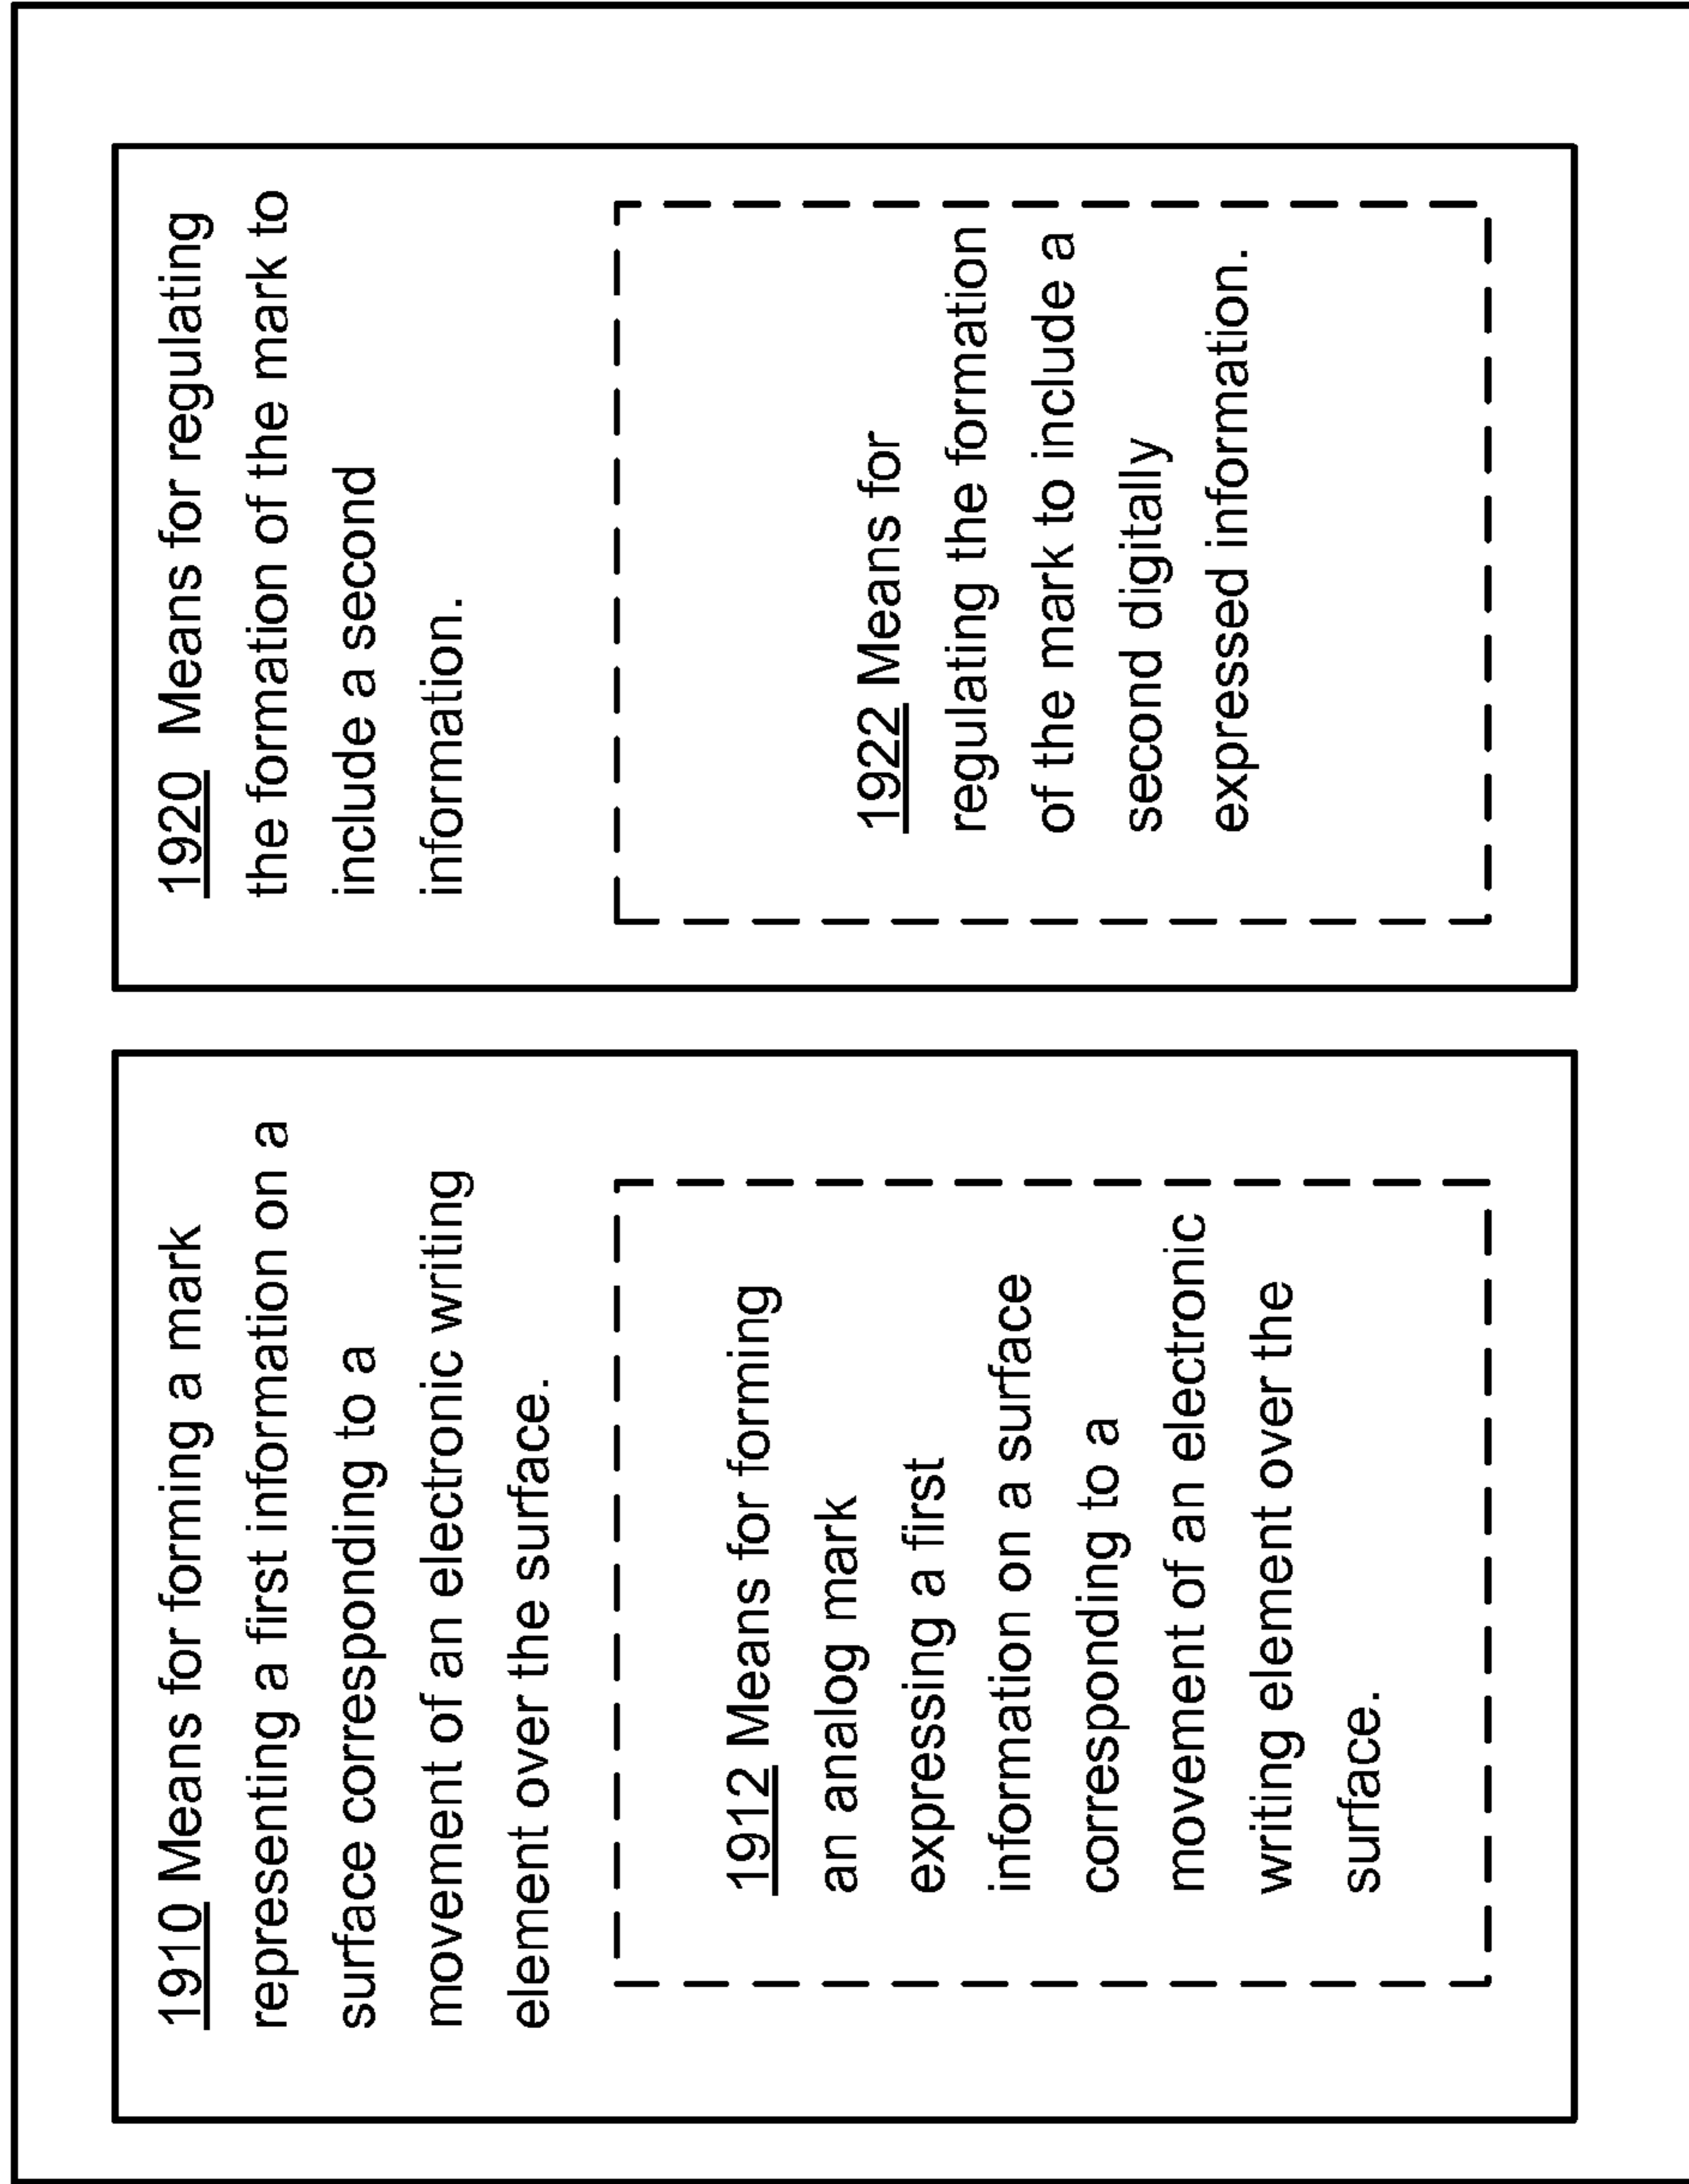 1910 Means for forming a mark
representing a first information on a
surface corresponding to a
movement of an electronic writing
element over the surface.
1912 Means for forming
an analog mark
expressing a first
information on a surface
corresponding to a
movement of an electronic
writing element over the
surface.
1920 Means for regulating
the formation of the mark to
include a second
information.
1922 Means for
regulating the formation
of the mark to include a
second digitally
expressed information.